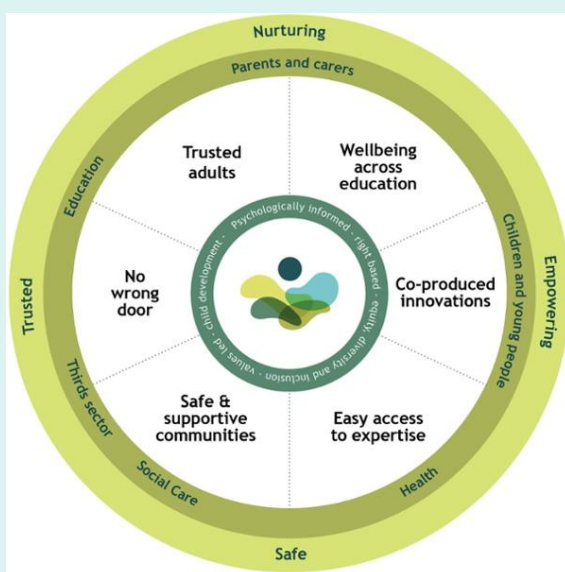 Nurturing
Parents and carers
Education
Children and young people
Trusted
Empowering
Thirds sector
Social Care
Health
Safe
Trusted
adults
Wellbeing
across
education
No
wrong
door
Co-produced
innovations
Safe &
supportive
communities
Easy access
to expertise
Psychologically informed - right based - equity, diversity and inclusion - values led - child development -